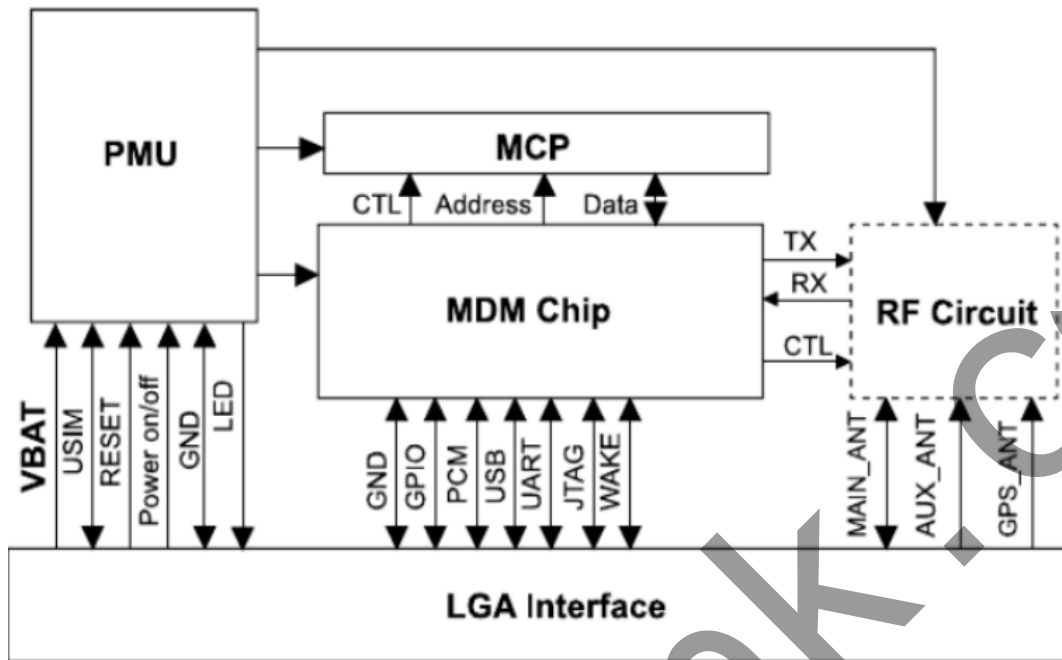 PMU
MCP
CTL
Address
Data
MDM Chip
TX
RX
CTL
RF Circuit
VBAT
USIM
RESET
Power on/off
GND
LED
GND
GPIO
PCM
USB
UART
JTAG
WAKE
MAIN_ANT
AUX_ANT
GPS_ANT
LGA Interface